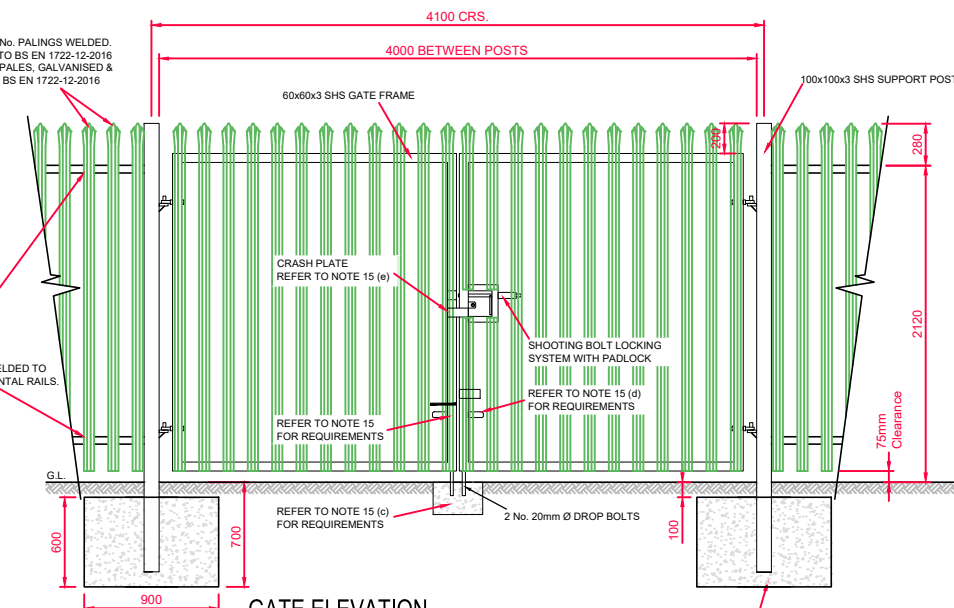 4100 CRS.
4000 BETWEEN POSTS
No. PALINGS WELDED.
TO BS EN 1722-12-2016
PALES, GALVANISED &
BS EN 1722-12-2016
60x60x3 SHS GATE FRAME
100x100x3 SHS SUPPORT POST
200
280
CRASH PLATE
REFER TO NOTE 15 (e)
2120
SHOOTING BOLT LOCKING
SYSTEM WITH PADLOCK
ELDED TO
NTAL RAILS.
REFER TO NOTE 15 (d)
FOR REQUIREMENTS
REFER TO NOTE 15
FOR REQUIREMENTS
75mm
Clearance
G.L.
REFER TO NOTE 15 (c)
FOR REQUIREMENTS
2 No. 20mm Ø DROP BOLTS
600
700
100
900
GATE ELEVATION